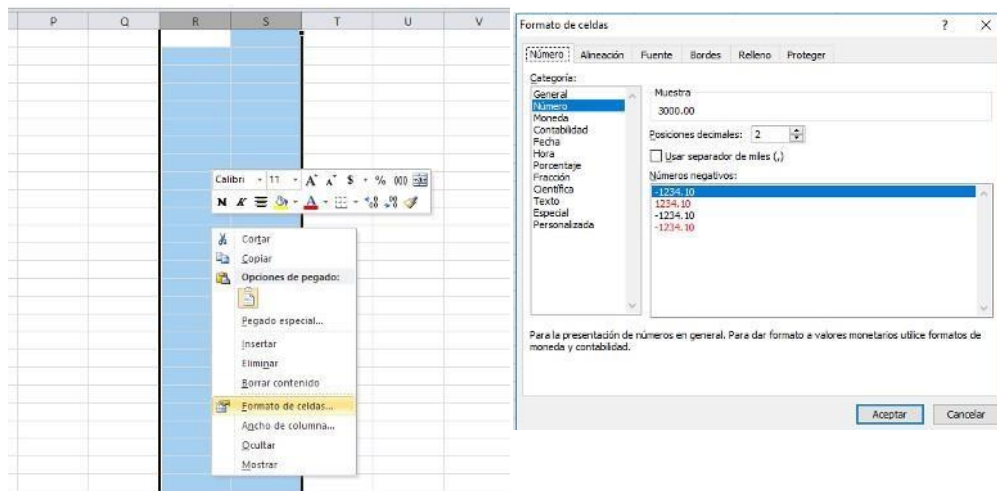 P Q R S T U V
Calibri 11 A A $ % 000
N K A
Cortar
Copiar
Opciones de pegado:
Pegado especial...
Insertar
Eliminar
Borrar contenido
Formato de celdas...
Ancho de columna...
Ocultar
Mostrar
Formato de celdas ? X
Número Alineación Fuente Bordes Relleno Proteger
Categoría:
General
Número
Moneda
Contabilidad
Fecha
Hora
Porcentaje
Fracción
Científica
Texto
Especial
Personalizada
Muestra
3000.00
Posiciones decimales: 2
Usar separador de miles (,)
Números negativos:
-1234.10
1234.10
-1234.10
-1234.10
Para la presentación de números en general. Para dar formato a valores monetarios utilice formatos de
moneda y contabilidad.
Aceptar Cancelar